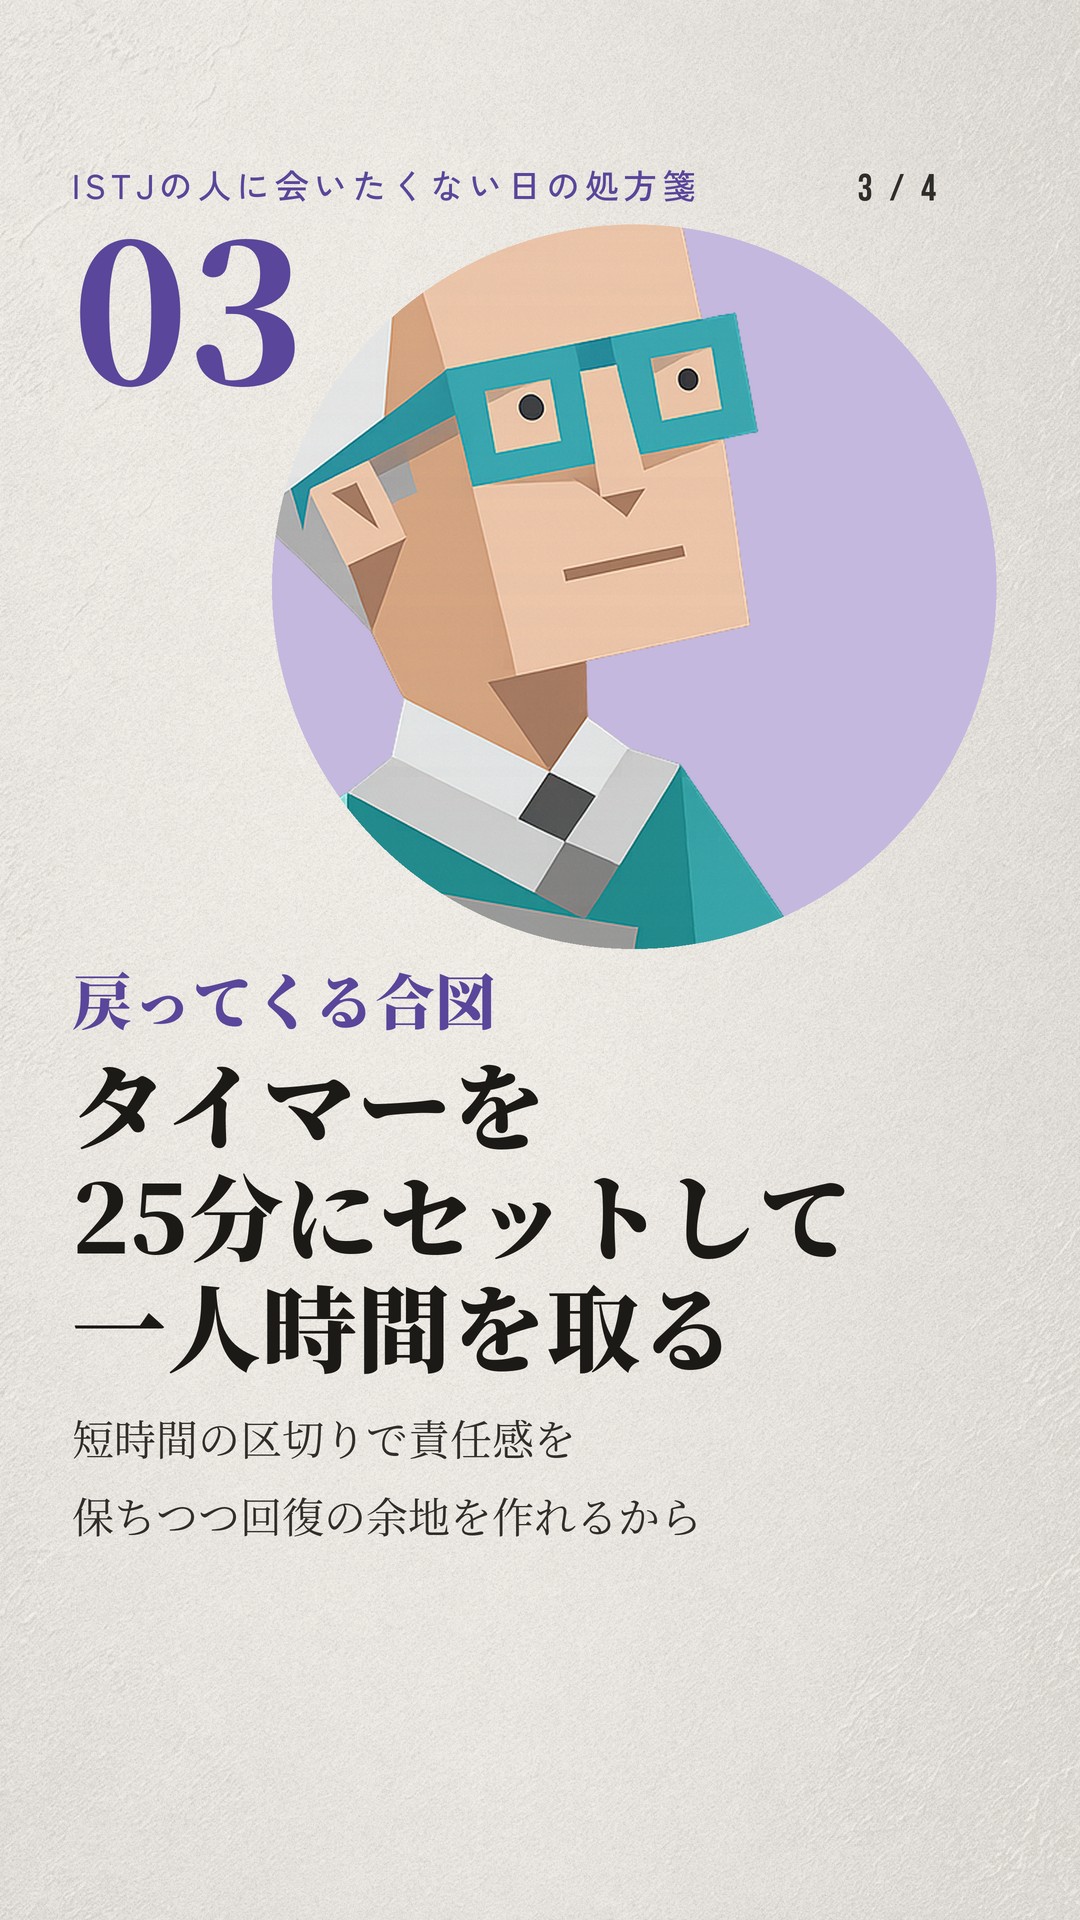 ISTJの人に会いたくない日の処方箋
3 / 4
03
戻ってくる合図
タイマーを
25分にセットして
一人時間を取る
短時間の区切りで責任感を
保ちつつ回復の余地を作れるから